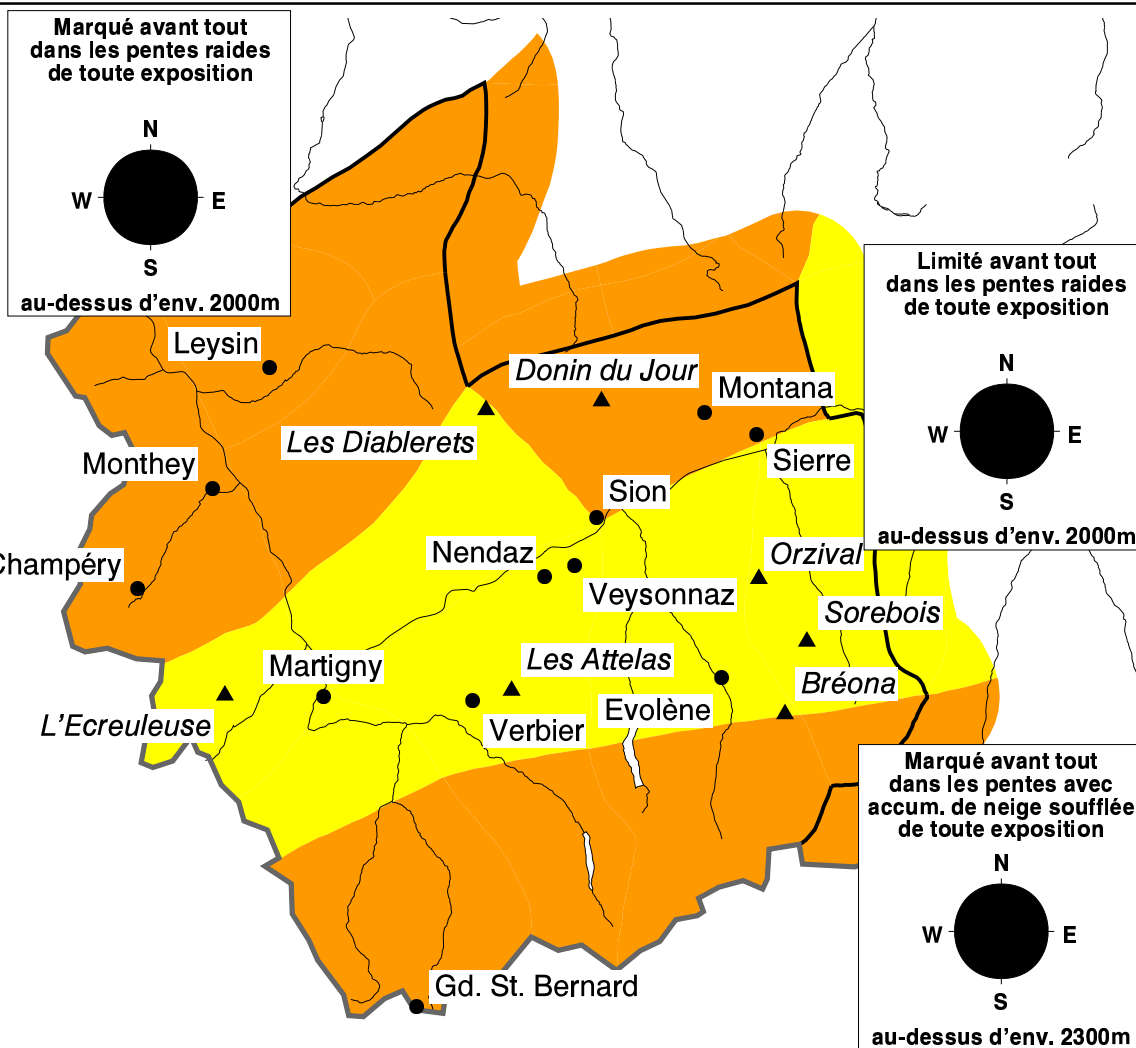 Marqué avant tout
dans les pentes raides
de toute exposition
N
W E
S
au-dessus d'env. 2000m
Limité avant tout
dans les pentes raides
de toute exposition
N
W E
S
au-dessus d'env. 2000m
Leysin
Donin du Jour
Montana
Les Diablerets
Sierre
Monthey
Sion
Champéry
Nendaz
Orzival
Veysonnaz
Sorebois
Martigny
Les Attelas
Bréona
L'Ecreuleuse
Verbier
Evolène
Marqué avant tout
dans les pentes avec
accum. de neige soufflée
de toute exposition
N
W E
S
au-dessus d'env. 2300m
Gd. St. Bernard